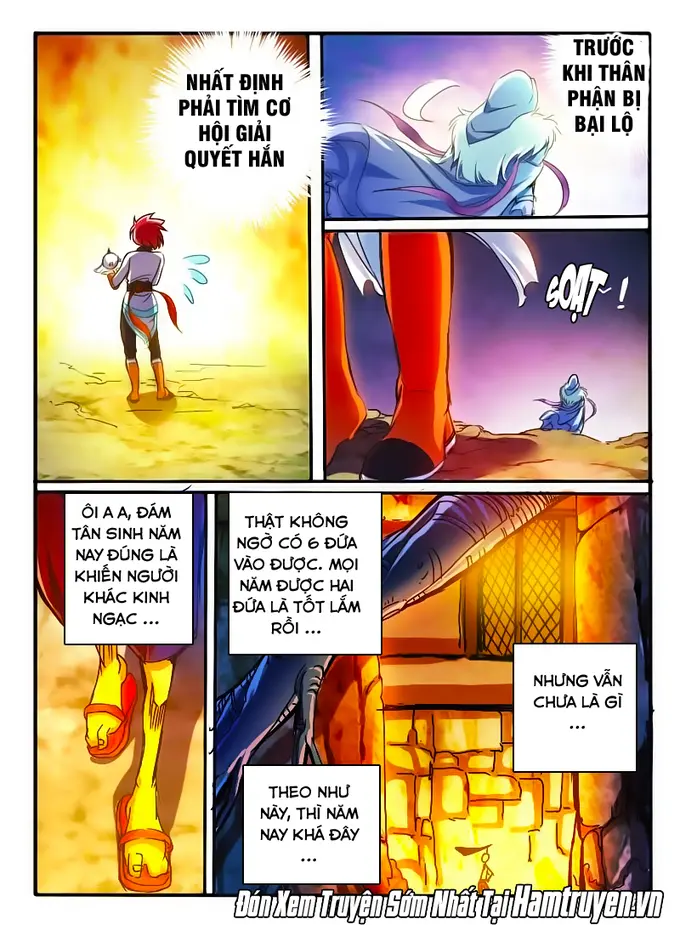 NHẤT ĐỊNH
PHẢI TÌM CƠ
HỘI GIẢI
QUYẾT HẮN
TRƯỚC
KHI THÂN
PHẬN BỊ
BẠI LỘ
SOẠT !
ÔI A A, ĐÁM
TÂN SINH NĂM
NAY ĐÚNG LÀ
KHIẾN NGƯỜI
KHÁC KINH
NGẠC ...
THẬT KHÔNG
NGỜ CÓ 6 ĐỨA
VÀO ĐƯỢC. MỌI
NĂM ĐƯỢC HAI
ĐỨA LÀ TỐT LẮM
RỒI ...
NHƯNG VẪN
CHƯA LÀ GÌ
...
THEO NHƯ
NÀY, THÌ NĂM
NAY KHÁ ĐÂY
...
Đón Xem Truyện Sớm Nhất Tại Hamtruyen.vn